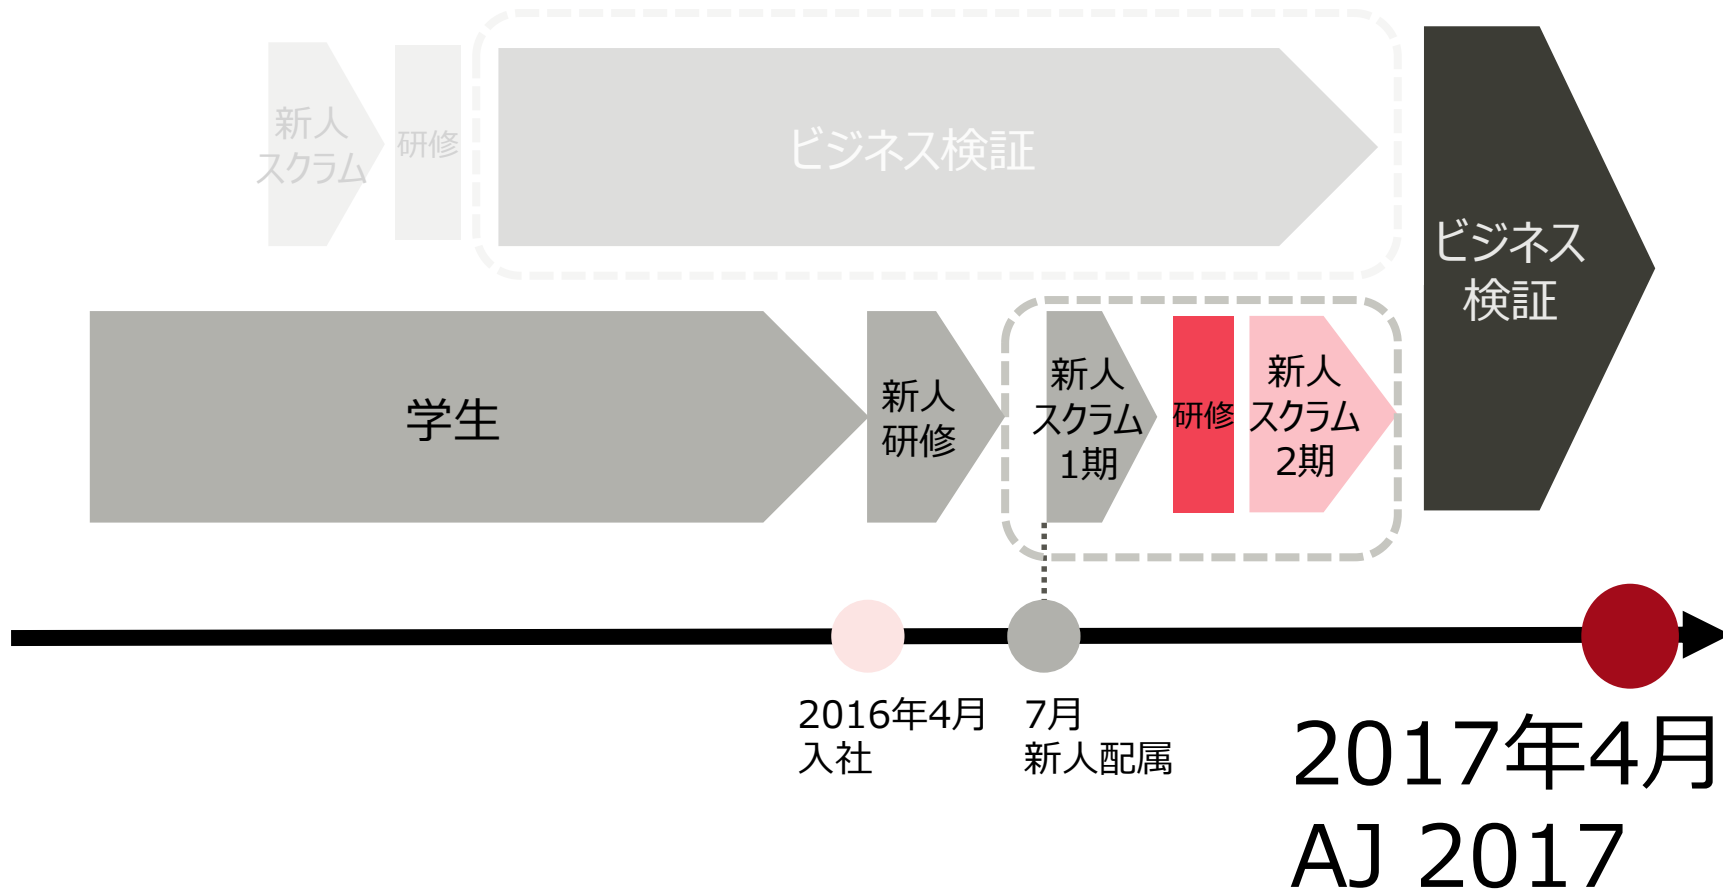 新人
スクラム
研修
ビジネス検証
ビジネス
検証
学生
新人
研修
新人
スクラム
1期
研修
新人
スクラム
2期
2016年4月
入社
7月
新人配属
2017年4月
AJ 2017